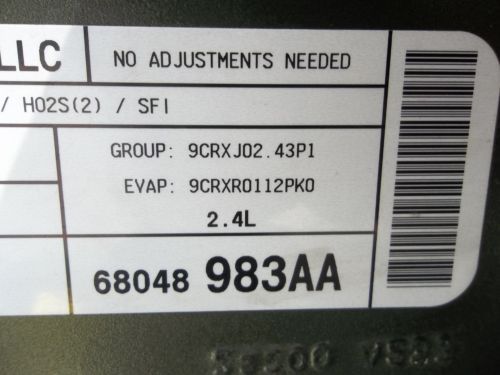 LLC
NO ADJUSTMENTS NEEDED
/ HO2S(2) / SFI
GROUP: 9CRXJ02.43P1
EVAP: 9CRXR0112PK0
2.4L
68048 983AA